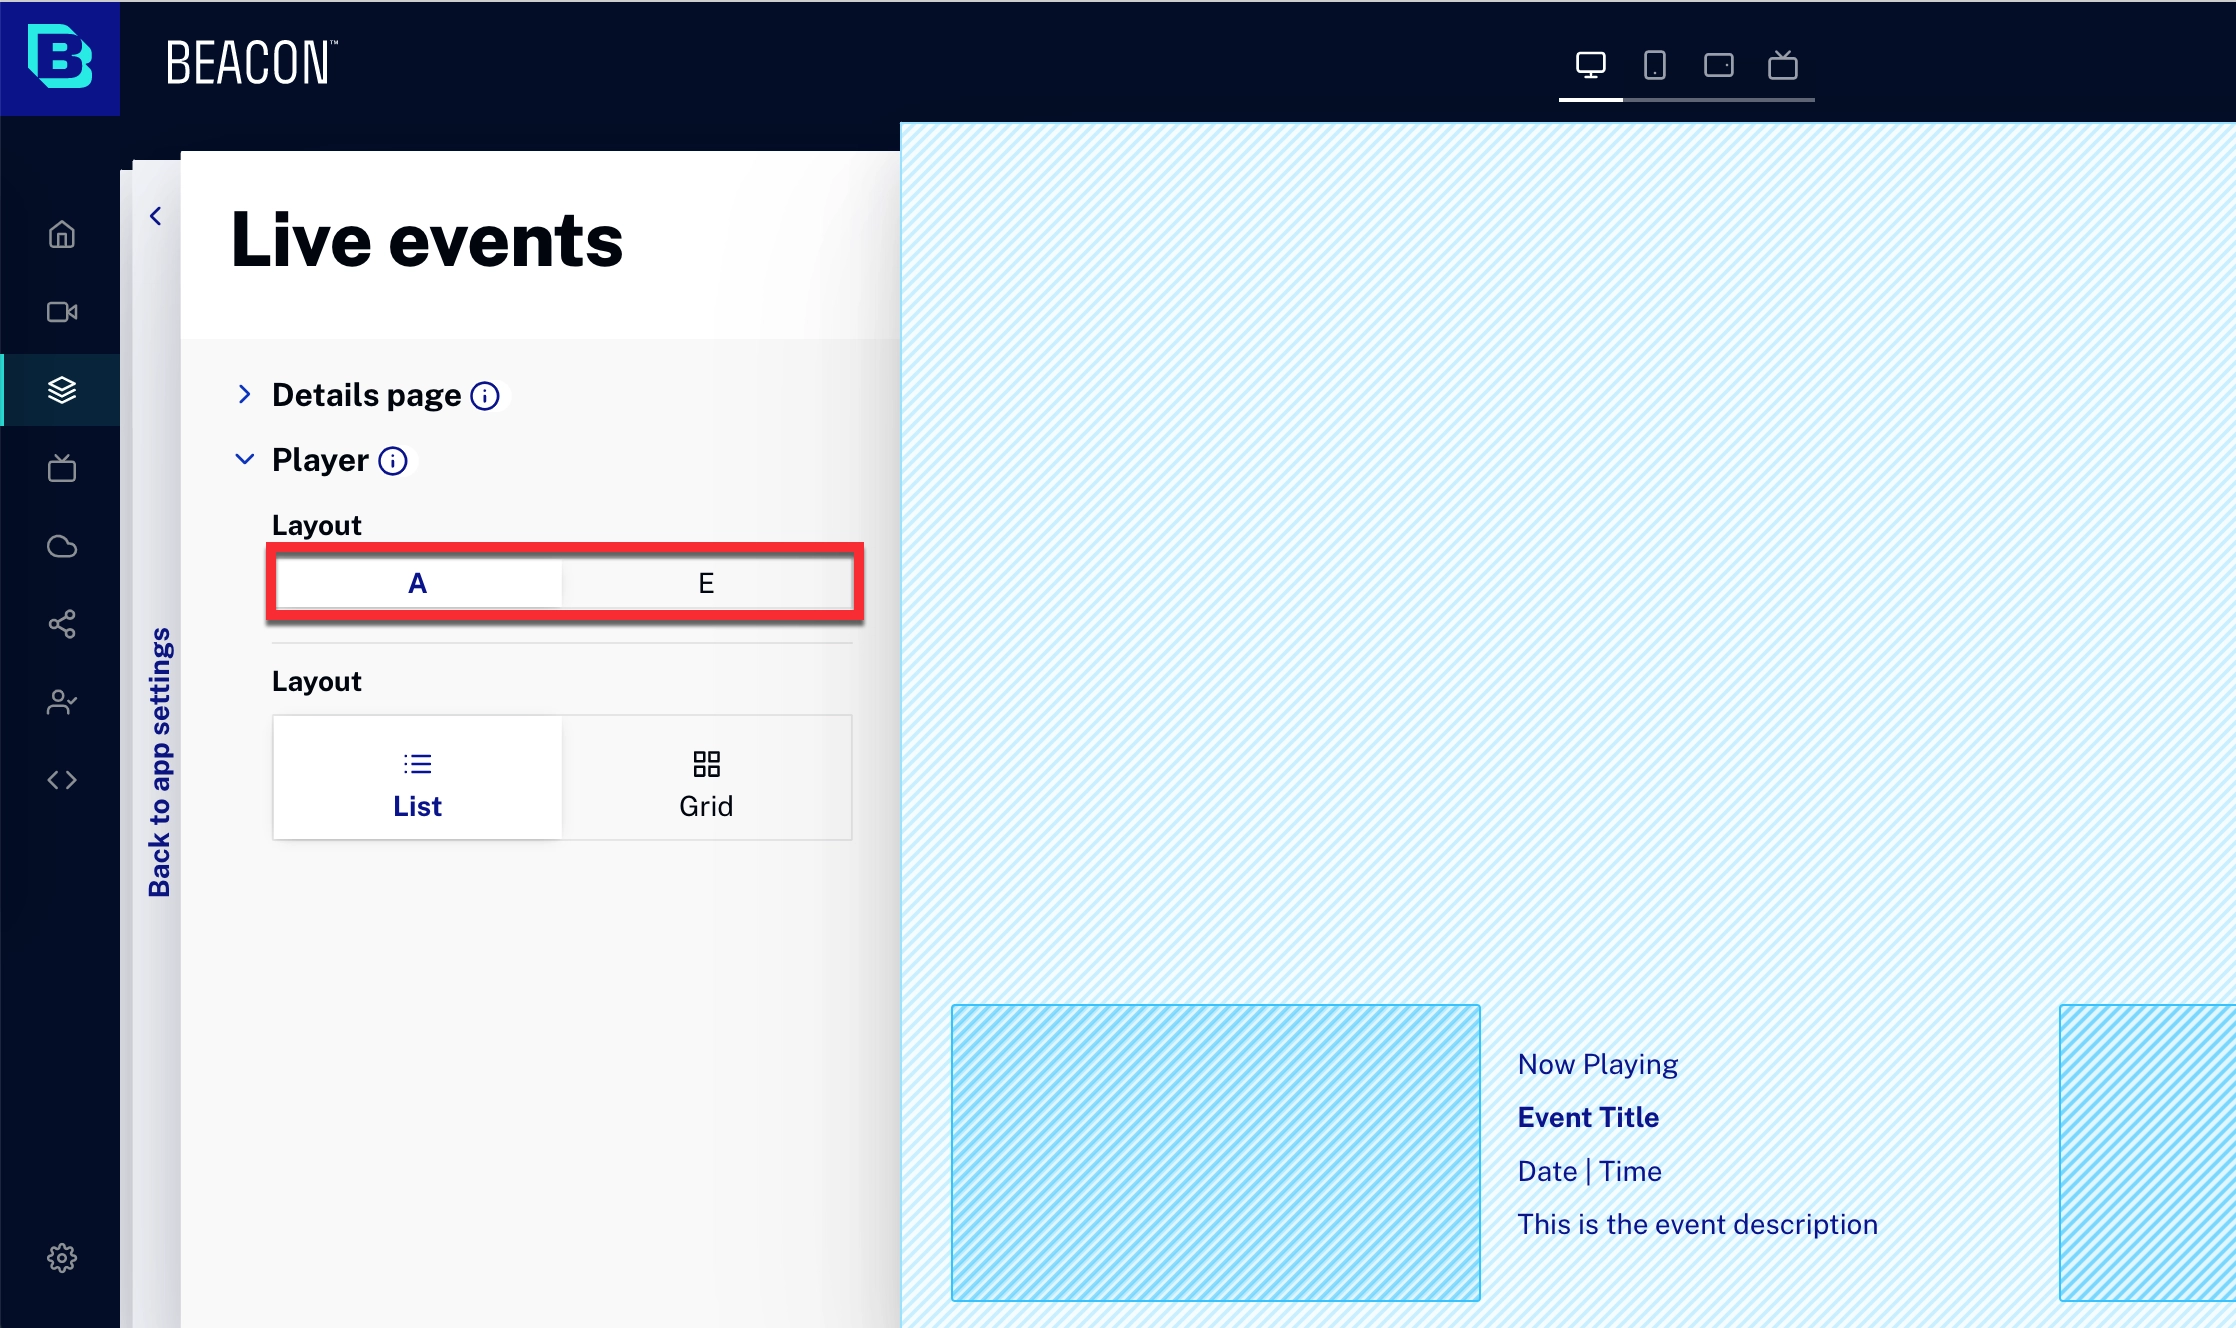 B
BEACON™
Live events
Details page
Player
Layout
A
E
Layout
List
Grid
Back to app settings
Now Playing
Event Title
Date | Time
This is the event description